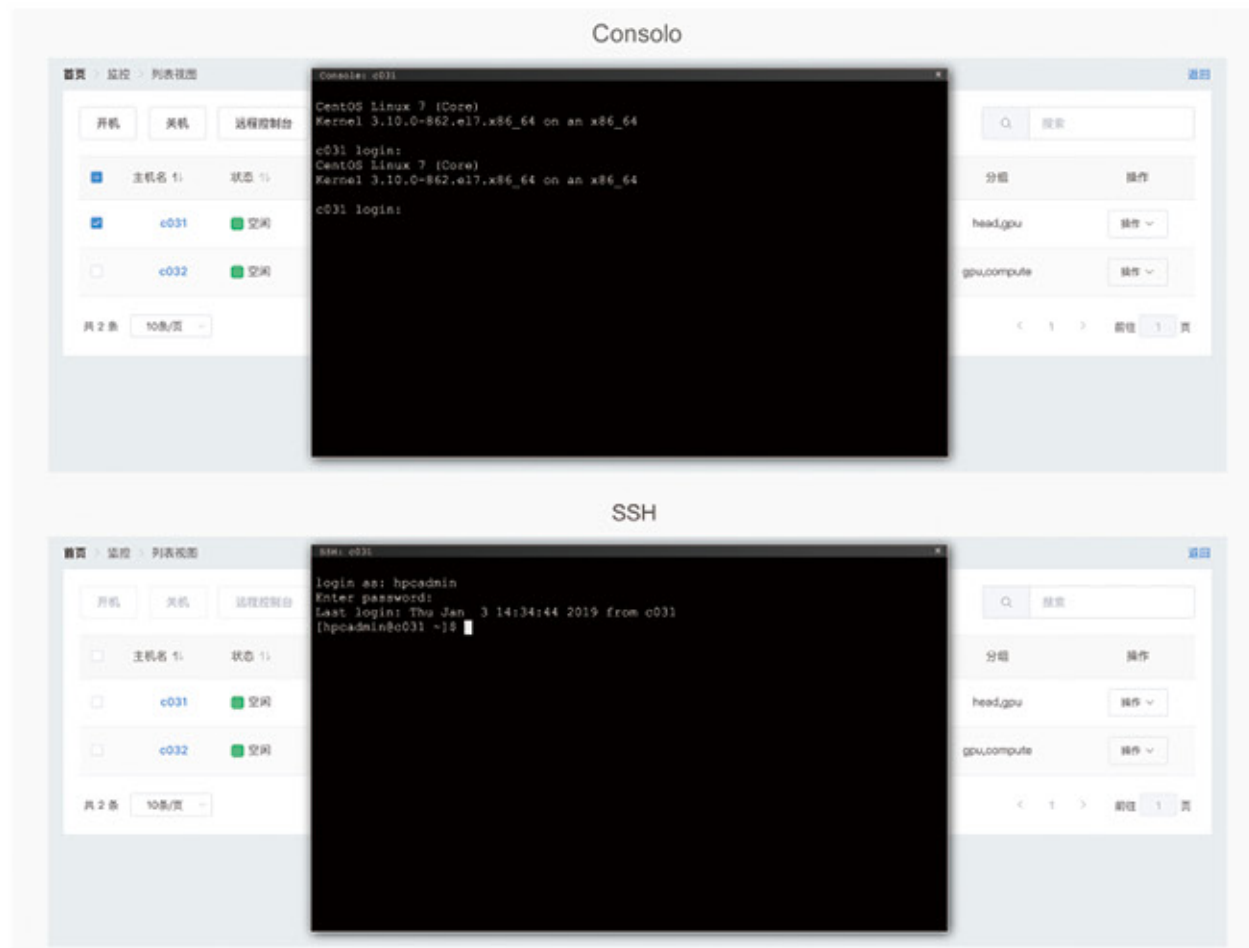 Consolo
首页 > 监控 > 列表视图
返回
Console: c031
×
开机
关机
远程控制台
搜索
CentOS Linux 7 (Core)
Kernel 3.10.0-862.el7.x86_64 on an x86_64
c031 login:
CentOS Linux 7 (Core)
Kernel 3.10.0-862.el7.x86_64 on an x86_64
c031 login:
主机名
状态
分组
操作
c031
空闲
head,gpu
操作
c032
空闲
gpu,compute
操作
共 2 条
10条/页
< 1 >
前往 1 页
SSH
首页 > 监控 > 列表视图
返回
SSH: c031
×
开机
关机
远程控制台
搜索
login as: hpcadmin
Enter password:
Last login: Thu Jan  3 14:34:44 2019 from c031
[hpcadmin@c031 ~]$
主机名
状态
分组
操作
c031
空闲
head,gpu
操作
c032
空闲
gpu,compute
操作
共 2 条
10条/页
< 1 >
前往 1 页